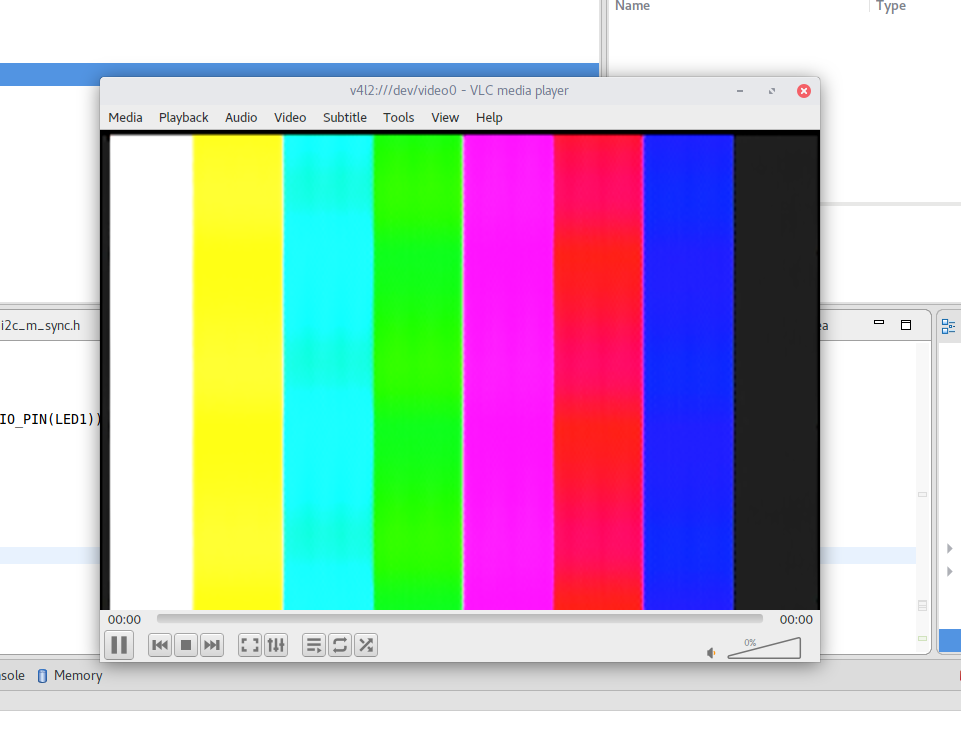 Name
Type
v4l2:///dev/video0 - VLC media player
Media Playback Audio Video Subtitle Tools View Help
i2c_m_sync.h
ea
IO_PIN(LED1))
00:00
00:00
0%
sole
Memory